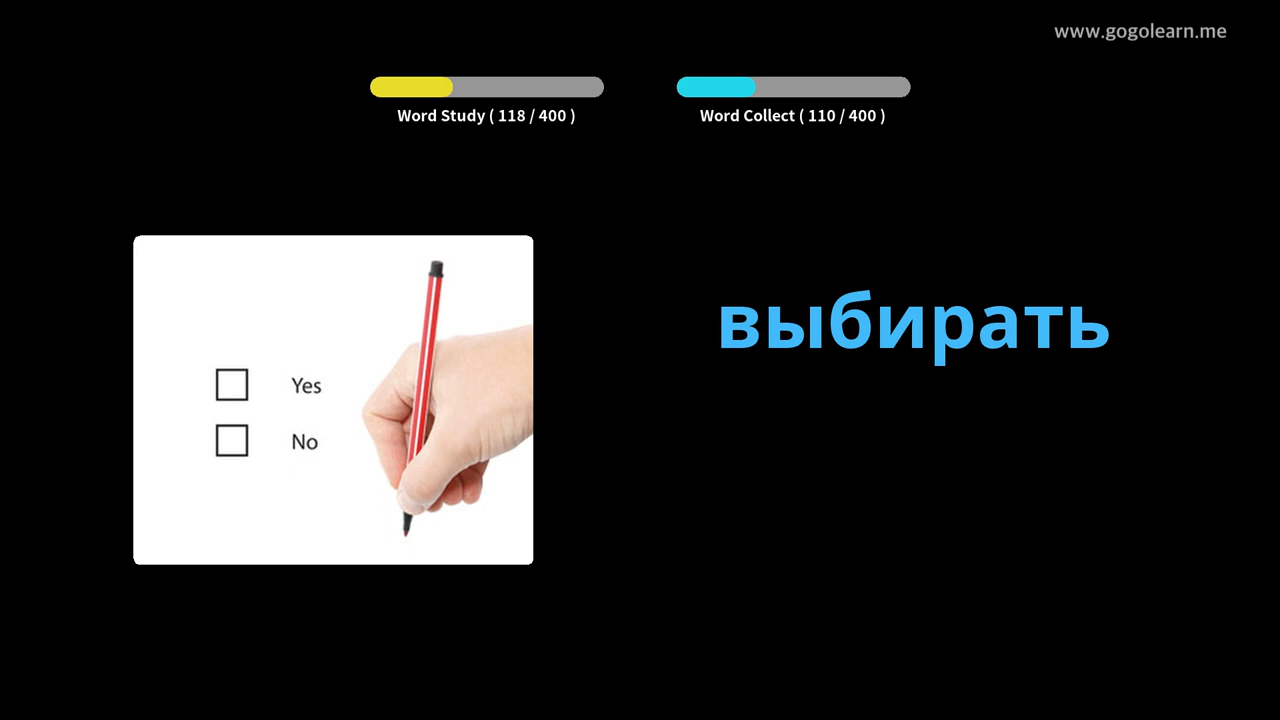 www.gogolearn.me
Word Study ( 118 / 400 )
Word Collect ( 110 / 400 )
выбирать
Yes
No